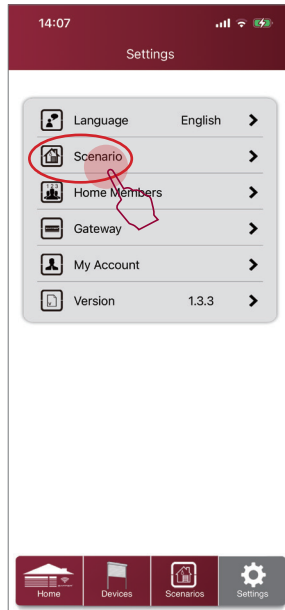 14:07
Settings
Language English
Scenario
Home Members
Gateway
My Account
Version 1.3.3
Home Devices Scenarios Settings